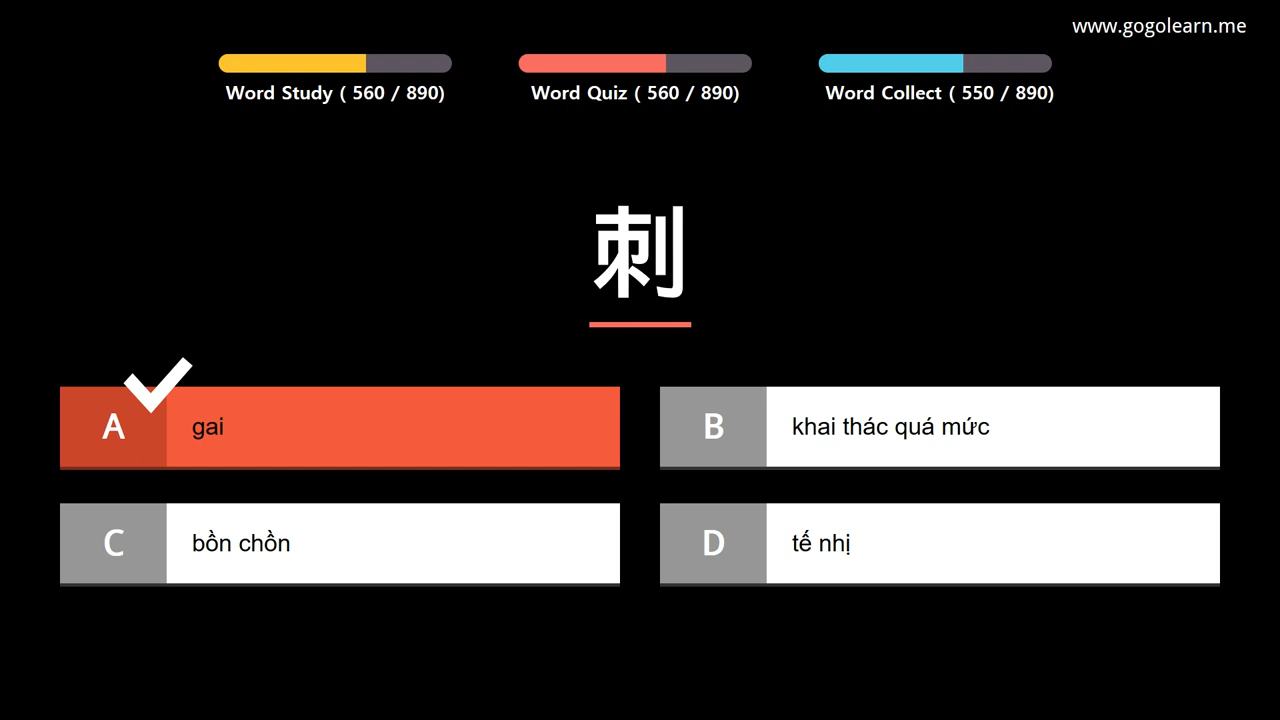 www.gogolearn.me
Word Study ( 560 / 890)
Word Quiz ( 560 / 890)
Word Collect ( 550 / 890)
刺
A gai
B khai thác quá mức
C bồn chồn
D tế nhị